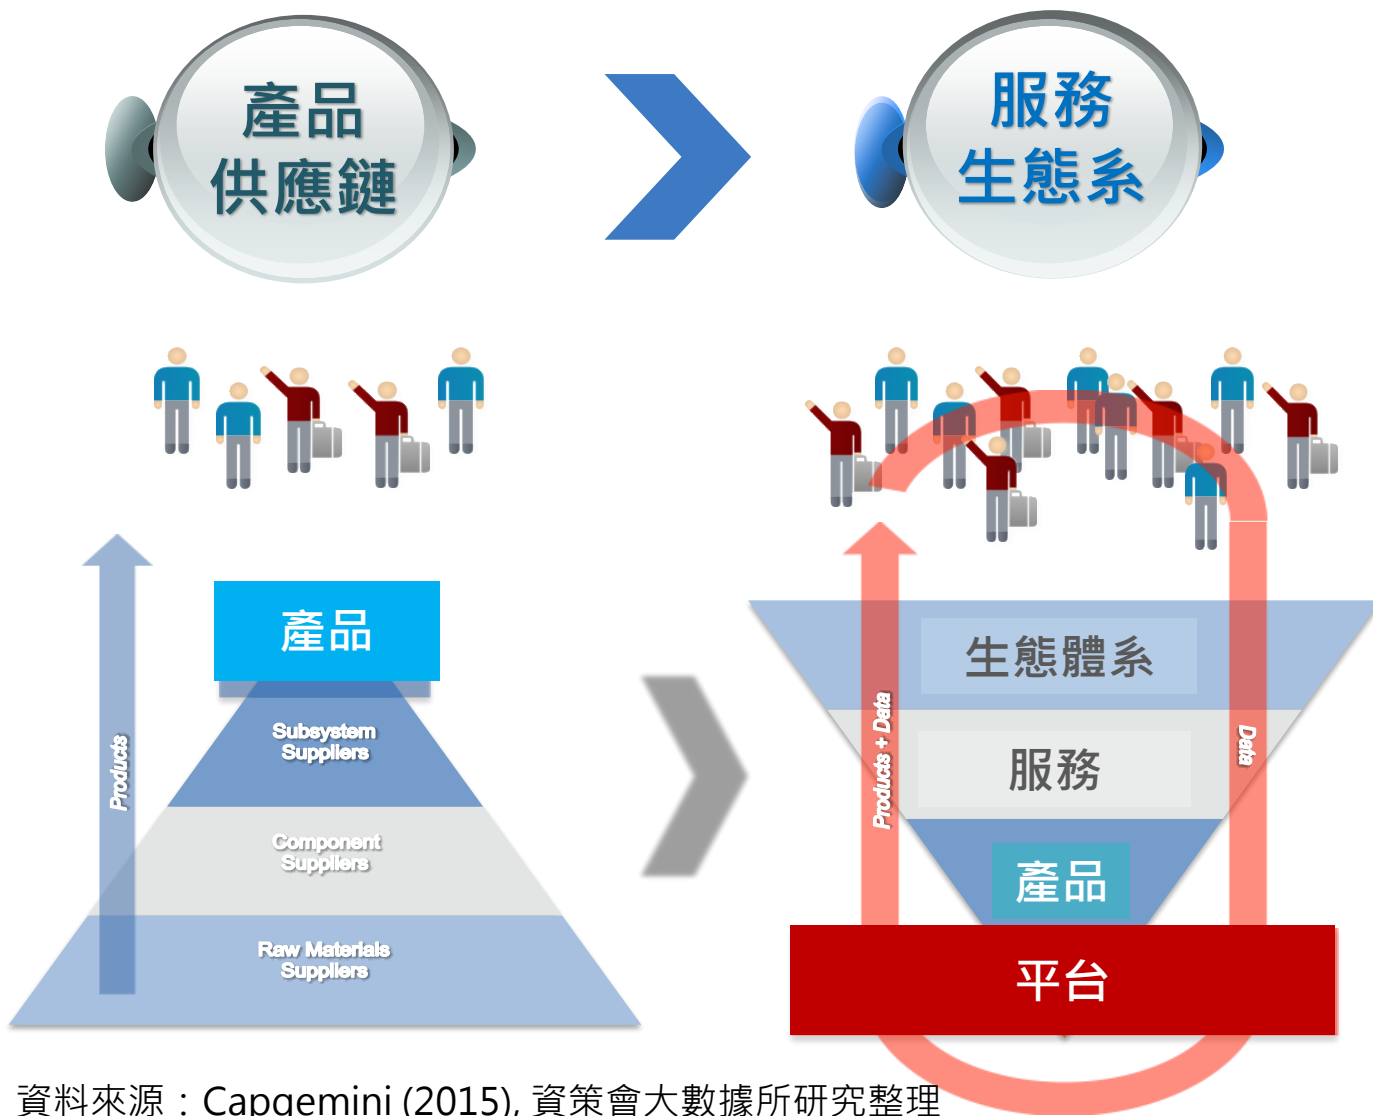 產品
供應鏈
服務
生態系
產品
Subsystem
Suppliers
Component
Suppliers
Raw Materials
Suppliers
Products
生態體系
服務
產品
平台
Products + Data
Data
資料來源：Capgemini (2015), 資策會大數據所研究整理